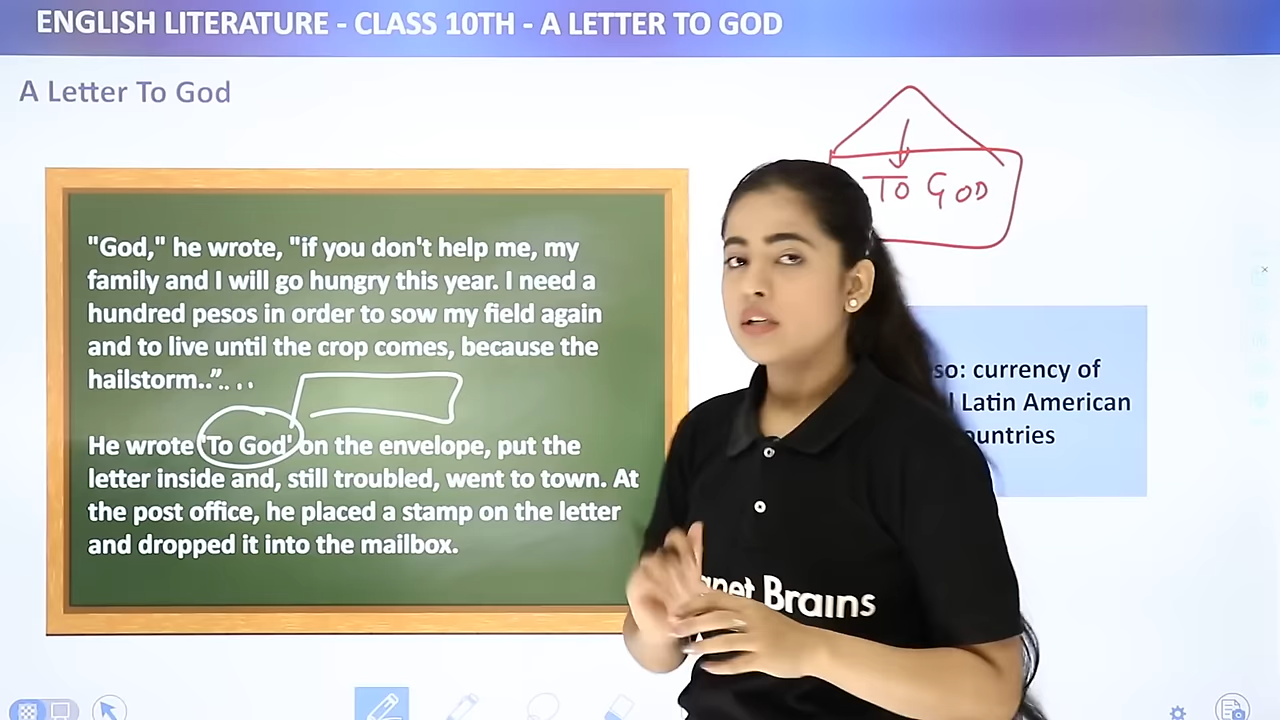 ENGLISH LITERATURE - CLASS 10TH - A LETTER TO GOD
A Letter To God
TO GOD
"God," he wrote, "if you don't help me, my
family and I will go hungry this year. I need a
hundred pesos in order to sow my field again
and to live until the crop comes, because the
hailstorm..”.. ..
He wrote 'To God' on the envelope, put the
letter inside and, still troubled, went to town. At
the post office, he placed a stamp on the letter
and dropped it into the mailbox.
so: currency of
Latin American
ountries
anet Brains